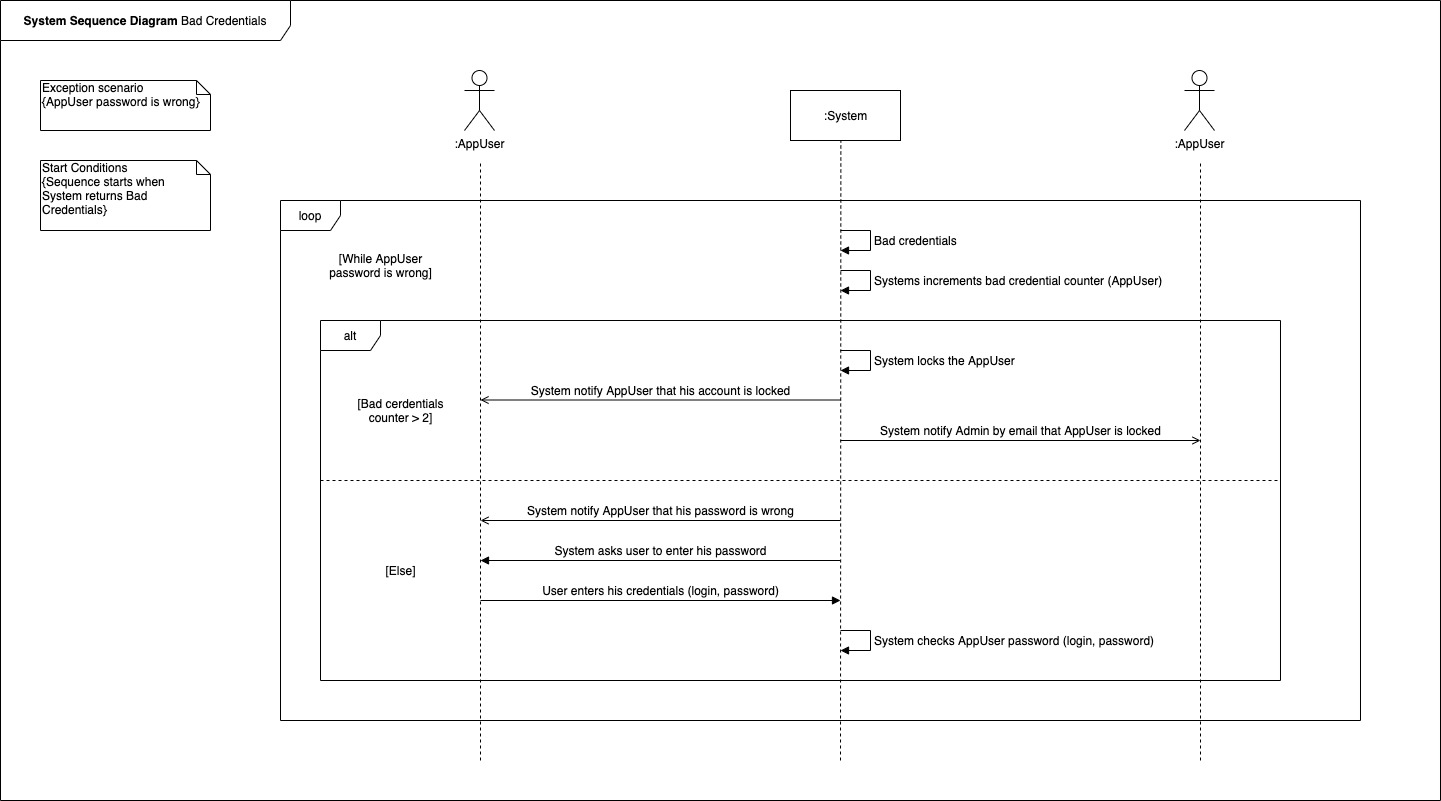 System Sequence Diagram Bad Credentials
Exception scenario
{AppUser password is wrong}
Start Conditions
{Sequence starts when
System returns Bad
Credentials}
:AppUser
:System
:AppUser
loop
[While AppUser
password is wrong]
Bad credentials
Systems increments bad credential counter (AppUser)
alt
[Bad cerdentials
counter > 2]
System locks the AppUser
System notify AppUser that his account is locked
System notify Admin by email that AppUser is locked
[Else]
System notify AppUser that his password is wrong
System asks user to enter his password
User enters his credentials (login, password)
System checks AppUser password (login, password)